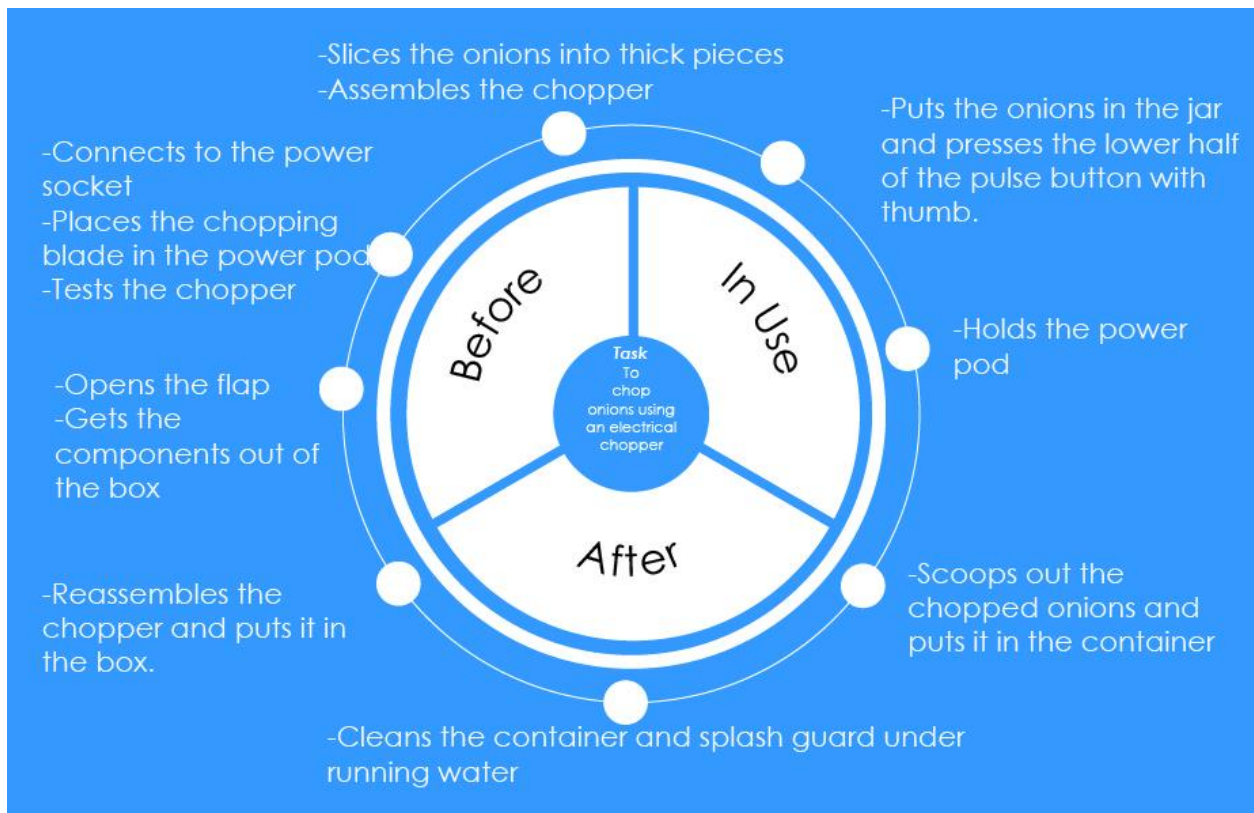 -Slices the onions into thick pieces
-Assembles the chopper
-Puts the onions in the jar
and presses the lower half
of the pulse button with
thumb.
-Connects to the power
socket
-Places the chopping
blade in the power pod
-Tests the chopper
Before
In Use
-Holds the power
pod
Task
To
chop
onions using
an electrical
chopper
-Opens the flap
-Gets the
components out of
the box
After
-Scoops out the
chopped onions and
puts it in the container
-Reassembles the
chopper and puts it in
the box.
-Cleans the container and splash guard under
running water